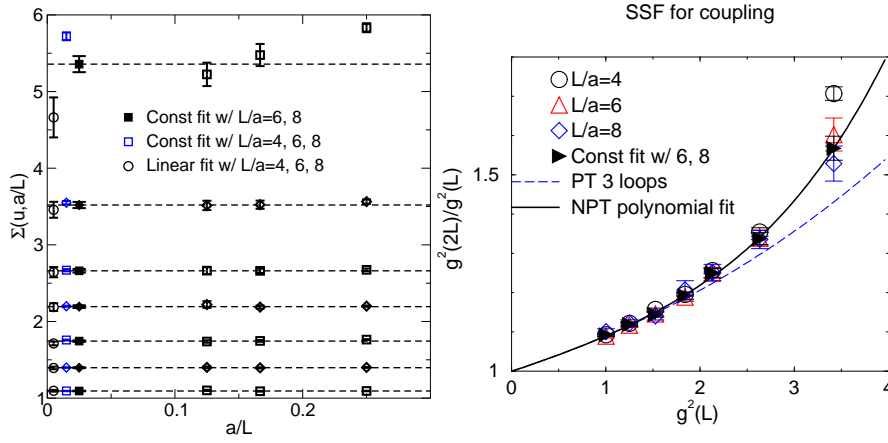 SSF for coupling
6
5
4
3
2
1
Σ(u,a/L)
Const fit w/ L/a=6, 8
Const fit w/ L/a=4, 6, 8
Linear fit w/ L/a=4, 6, 8
0
0.1
0.2
a/L
g²(2L)/g²(L)
1.5
1
L/a=4
L/a=6
L/a=8
Const fit w/ 6, 8
PT 3 loops
NPT polynomial fit
0
1
2
3
4
g²(L)